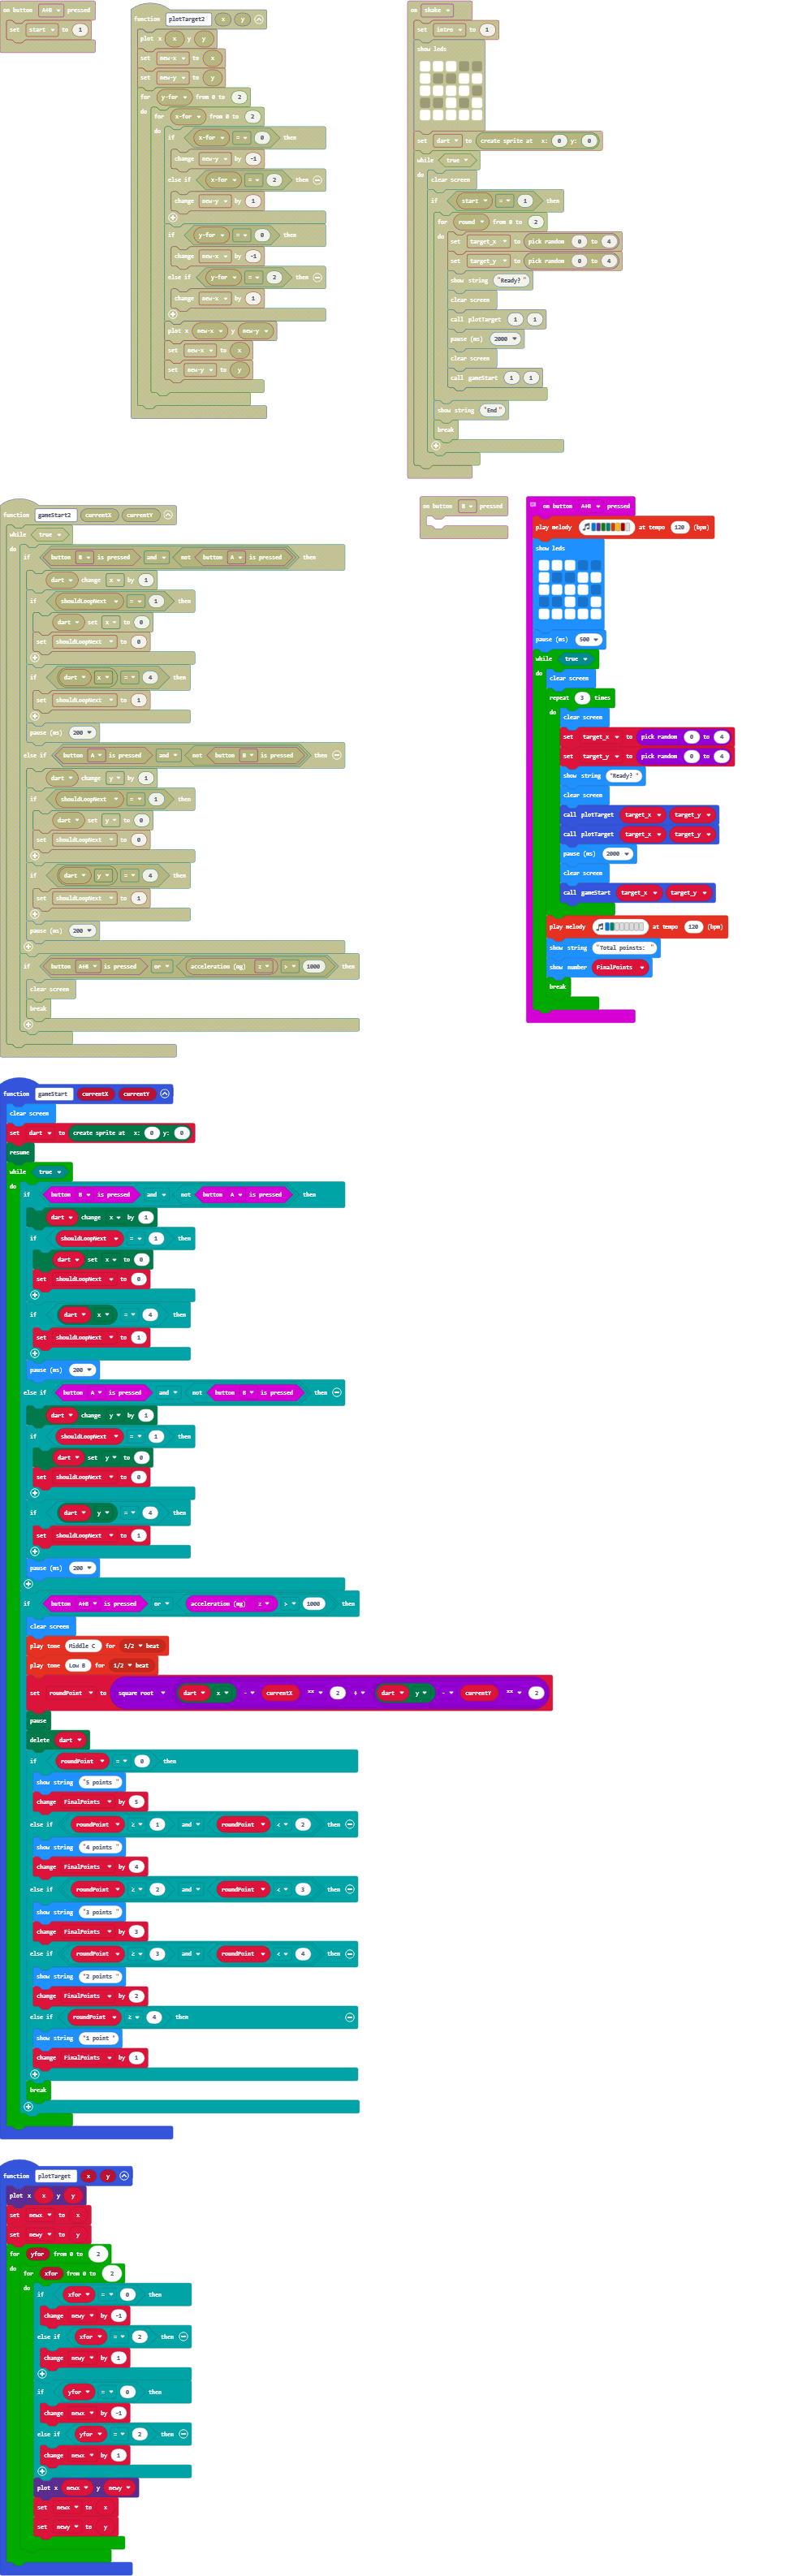 on button A+B pressed
set start to 1
function plotTarget2 x y
plot x x y y
set new-x to x
set new-y to y
for y-for from 0 to 2
do for x-for from 0 to 2
do if x-for = 0 then
change new-y by -1
else if x-for = 2 then
change new-y by 1
if y-for = 0 then
change new-x by -1
else if y-for = 2 then
change new-x by 1
plot x new-x y new-y
set new-x to x
set new-y to y
on shake
set intro to 1
show leds
set dart to create sprite at x: 0 y: 0
while true
do clear screen
if start = 1 then
for round from 0 to 2
do set target_x to pick random 0 to 4
set target_y to pick random 0 to 4
show string "Ready? "
clear screen
call plotTarget 1 1
pause (ms) 2000
clear screen
call gameStart 1 1
show string "End"
break
function gameStart2 currentX currentY
while true
do if button B is pressed and not button A is pressed then
dart change x by 1
if shouldLoopNext = 1 then
dart set x to 0
set shouldLoopNext to 0
if dart x = 4 then
set shouldLoopNext to 1
pause (ms) 200
else if button A is pressed and not button B is pressed then
dart change y by 1
if shouldLoopNext = 1 then
dart set y to 0
set shouldLoopNext to 0
if dart y = 4 then
set shouldLoopNext to 1
pause (ms) 200
if button A+B is pressed or acceleration (mg) z > 1000 then
clear screen
break
on button B pressed
on button A+B pressed
play melody at tempo 120 (bpm)
show leds
pause (ms) 500
while true
do clear screen
repeat 3 times
do clear screen
set target_x to pick random 0 to 4
set target_y to pick random 0 to 4
show string "Ready? "
clear screen
call plotTarget target_x target_y
call plotTarget target_x target_y
pause (ms) 2000
clear screen
call gameStart target_x target_y
play melody at tempo 120 (bpm)
show string "Total poinsts: "
show number FinalPoints
break
function gameStart currentX currentY
clear screen
set dart to create sprite at x: 0 y: 0
resume
while true
do if button B is pressed and not button A is pressed then
dart change x by 1
if shouldLoopNext = 1 then
dart set x to 0
set shouldLoopNext to 0
if dart x = 4 then
set shouldLoopNext to 1
pause (ms) 200
else if button A is pressed and not button B is pressed then
dart change y by 1
if shouldLoopNext = 1 then
dart set y to 0
set shouldLoopNext to 0
if dart y = 4 then
set shouldLoopNext to 1
pause (ms) 200
if button A+B is pressed or acceleration (mg) z > 1000 then
clear screen
play tone Middle C for 1/2 beat
play tone Low B for 1/2 beat
set roundPoint to square root dart x - currentX ** 2 + dart y - currentY ** 2
pause
delete dart
if roundPoint = 0 then
show string "5 points "
change FinalPoints by 5
else if roundPoint ≥ 1 and roundPoint < 2 then
show string "4 points "
change FinalPoints by 4
else if roundPoint ≥ 2 and roundPoint < 3 then
show string "3 points "
change FinalPoints by 3
else if roundPoint ≥ 3 and roundPoint < 4 then
show string "2 points "
change FinalPoints by 2
else if roundPoint ≥ 4 then
show string "1 point "
change FinalPoints by 1
break
function plotTarget x y
plot x x y y
set newx to x
set newy to y
for yfor from 0 to 2
do for xfor from 0 to 2
do if xfor = 0 then
change newy by -1
else if xfor = 2 then
change newy by 1
if yfor = 0 then
change newx by -1
else if yfor = 2 then
change newx by 1
plot x newx y newy
set newx to x
set newy to y